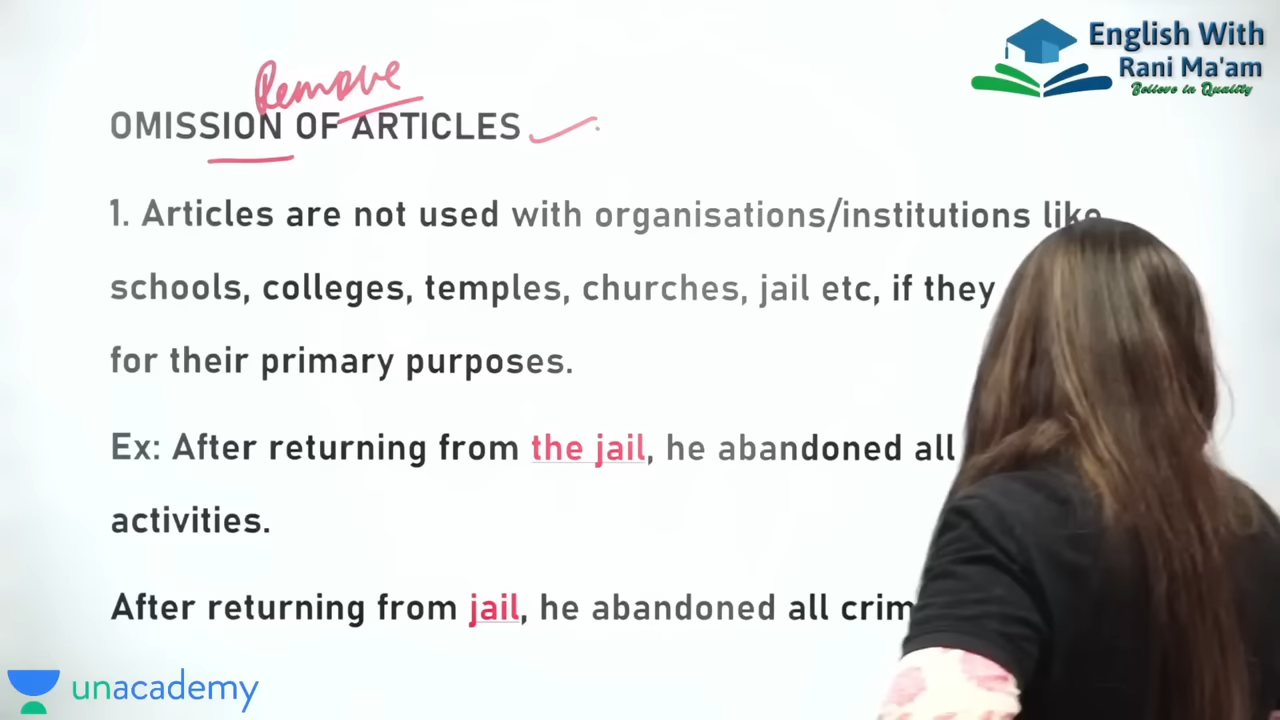 English With
Rani Ma'am
Believe in Quality
Remove
OMISSION OF ARTICLES
1. Articles are not used with organisations/institutions like
schools, colleges, temples, churches, jail etc, if they
for their primary purposes.
Ex: After returning from the jail, he abandoned all
activities.
After returning from jail, he abandoned all crim
unacademy